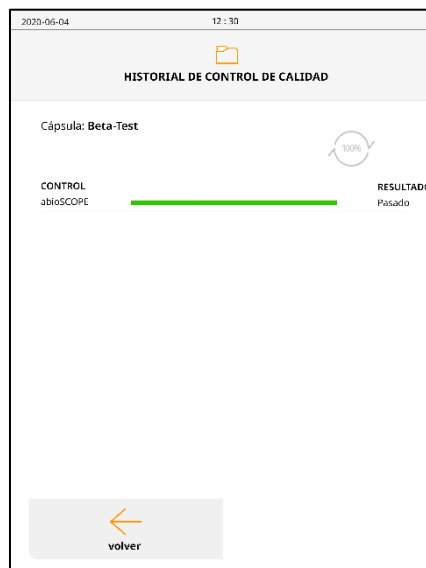 2020-06-04 12 : 30
HISTORIAL DE CONTROL DE CALIDAD
Cápsula: Beta-Test
100%
CONTROL RESULTADO
abioSCOPE Pasado
volver